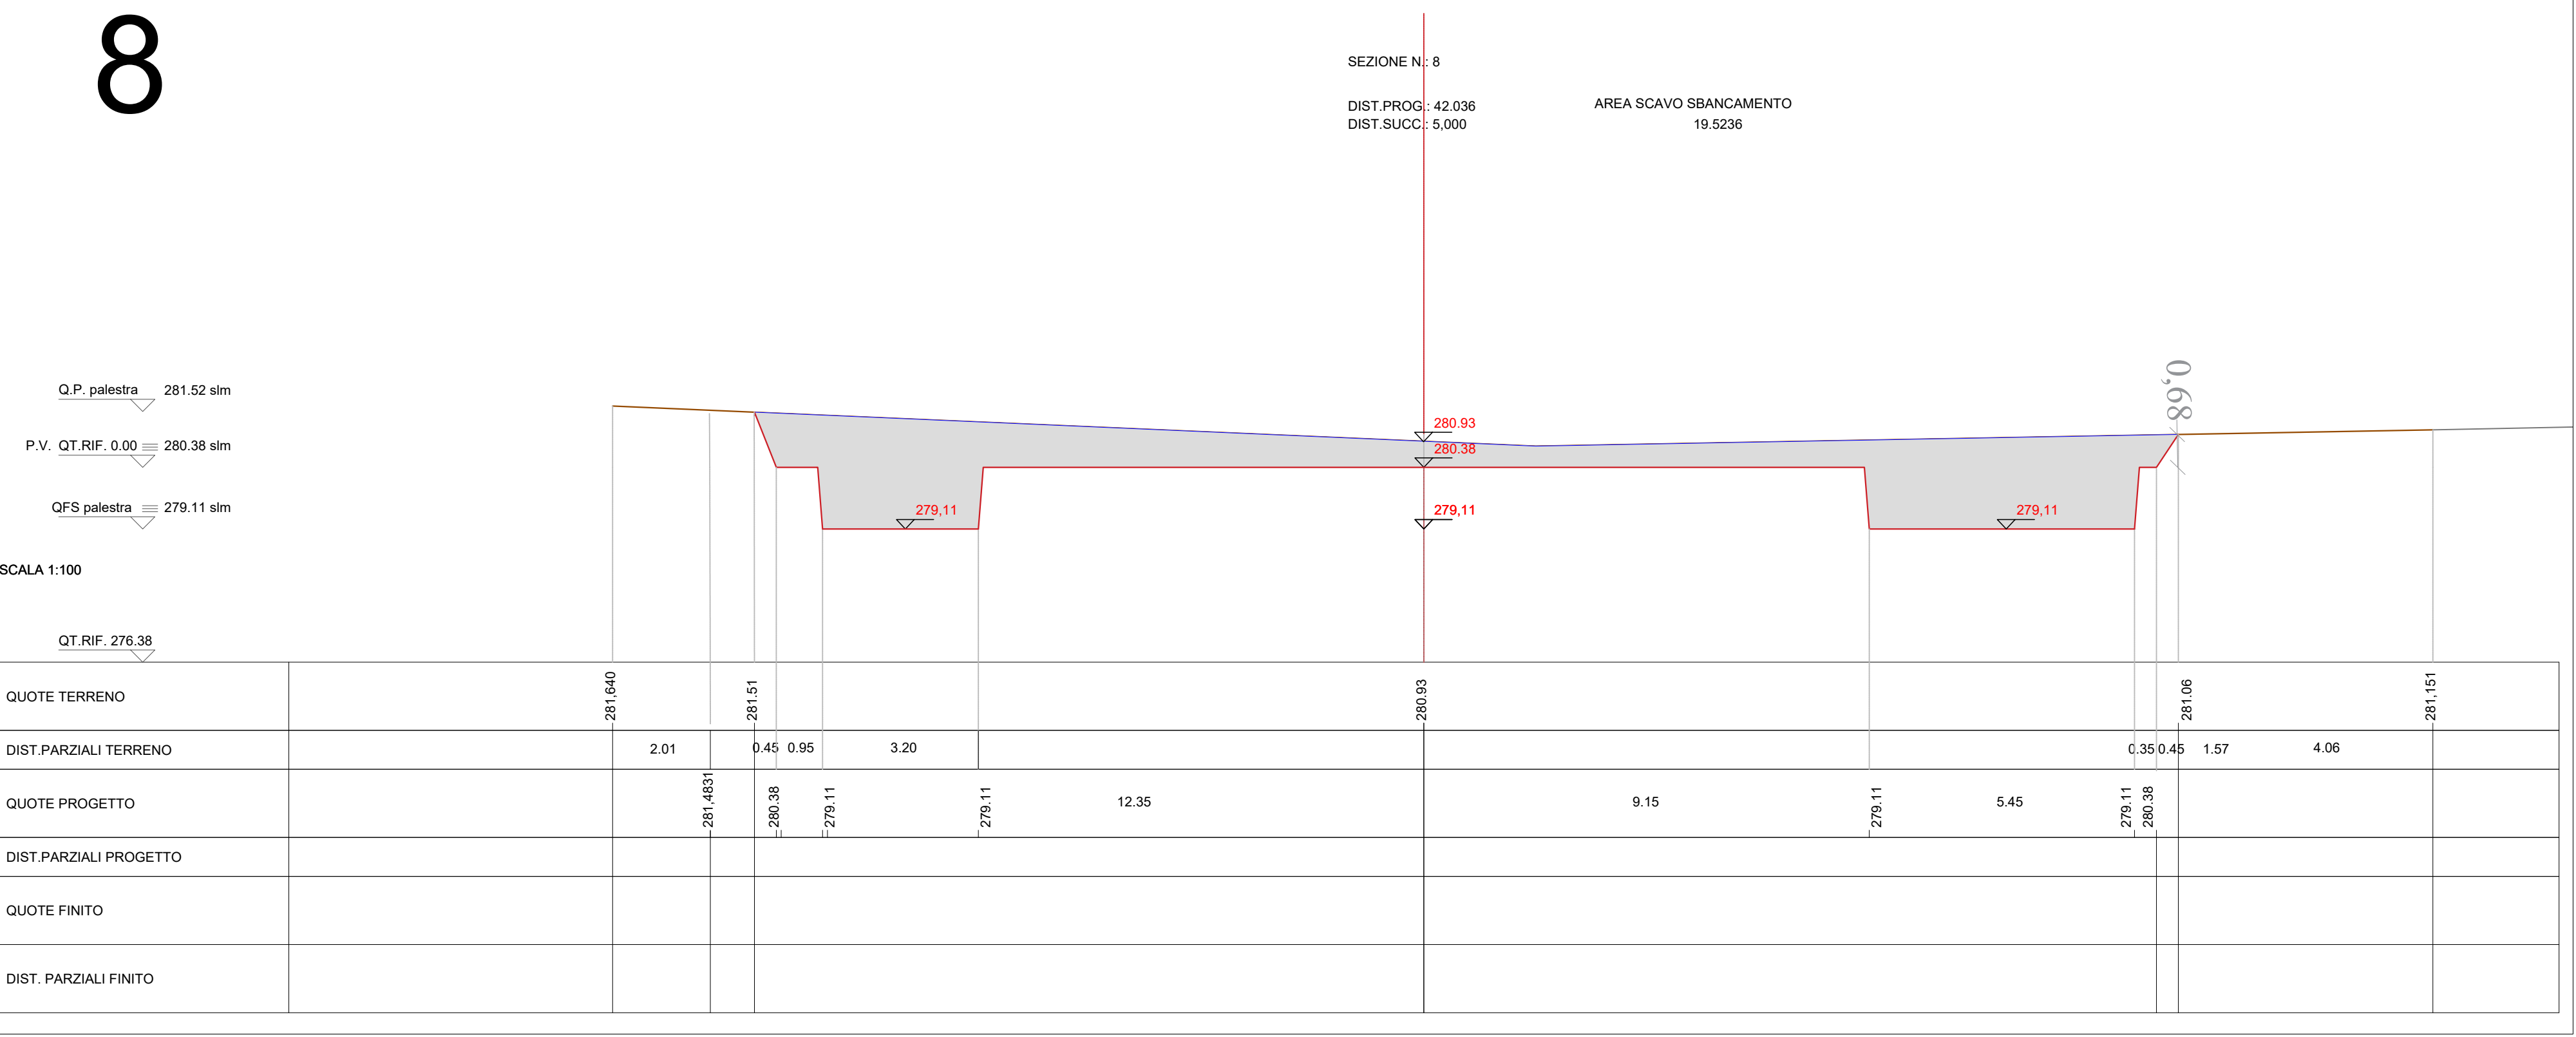 8
SEZIONE N.: 8
DIST.PROG.: 42.036
DIST.SUCC.: 5,000
AREA SCAVO SBANCAMENTO
19.5236
0,68
Q.P. palestra 281.52 slm
P.V. QT.RIF. 0.00 280.38 slm
QFS palestra 279.11 slm
280.93
280.38
279,11 279,11 279,11
SCALA 1:100
QT.RIF. 276.38
QUOTE TERRENO 281,640 281.51 280.93 281.06 281,151
DIST.PARZIALI TERRENO 2.01 0.45 0.95 3.20 0.35 0.45 1.57 4.06
QUOTE PROGETTO 281,4831 280.38 279.11 279.11 12.35 9.15 279.11 5.45 279.11 280.38
DIST.PARZIALI PROGETTO
QUOTE FINITO
DIST. PARZIALI FINITO